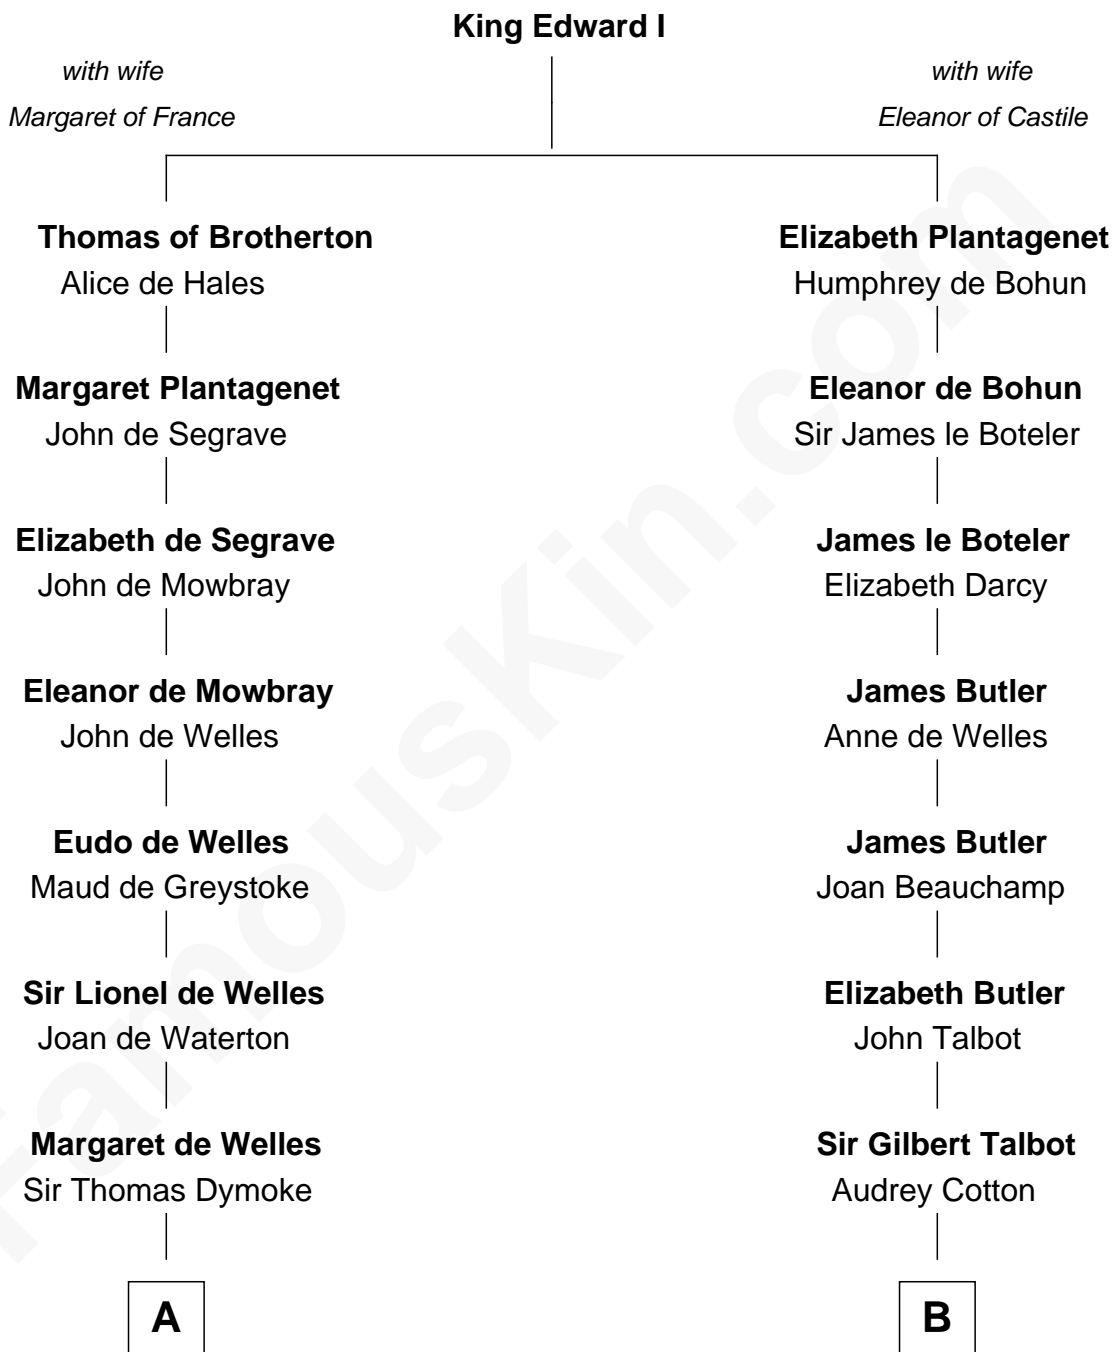 King Edward I
with wife
Margaret of France
with wife
Eleanor of Castile
Thomas of Brotherton
Alice de Hales
Elizabeth Plantagenet
Humphrey de Bohun
Margaret Plantagenet
John de Segrave
Eleanor de Bohun
Sir James le Boteler
Elizabeth de Segrave
John de Mowbray
James le Boteler
Elizabeth Darcy
Eleanor de Mowbray
John de Welles
James Butler
Anne de Welles
Eudo de Welles
Maud de Greystoke
James Butler
Joan Beauchamp
Sir Lionel de Welles
Joan de Waterton
Elizabeth Butler
John Talbot
Margaret de Welles
Sir Thomas Dymoke
Sir Gilbert Talbot
Audrey Cotton
A
B
FamousKin.com